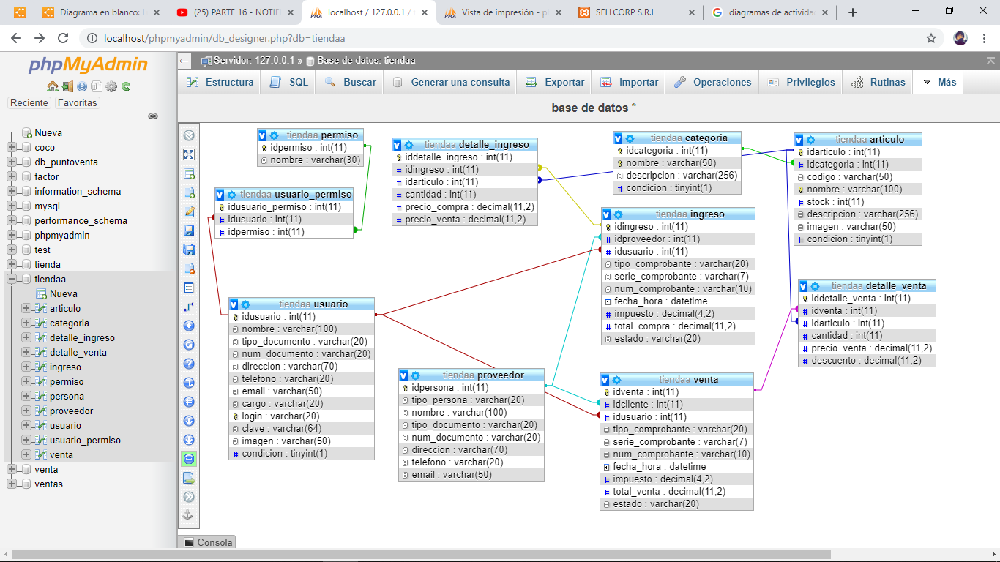 Diagrama en blanco: L
(25) PARTE 16 - NOTIF
localhost / 127.0.0.1 / t
Vista de impresión - p
SELLCORP S.R.L
diagramas de activida
localhost/phpmyadmin/db_designer.php?db=tiendaa
phpMyAdmin
Reciente
Favoritas
Nueva
coco
db_puntoventa
factor
information_schema
mysql
performance_schema
phpmyadmin
test
tienda
tiendaa
Nueva
articulo
categoria
detalle_ingreso
detalle_venta
ingreso
permiso
persona
proveedor
usuario
usuario_permiso
venta
venta
ventas
Servidor: 127.0.0.1 » Base de datos: tiendaa
Estructura
SQL
Buscar
Generar una consulta
Exportar
Importar
Operaciones
Privilegios
Rutinas
Más
base de datos *
tiendaa permiso
idpermiso : int(11)
nombre : varchar(30)
tiendaa usuario_permiso
idusuario_permiso : int(11)
idusuario : int(11)
idpermiso : int(11)
tiendaa usuario
idusuario : int(11)
nombre : varchar(100)
tipo_documento : varchar(20)
num_documento : varchar(20)
direccion : varchar(70)
telefono : varchar(20)
email : varchar(50)
cargo : varchar(20)
login : varchar(20)
clave : varchar(64)
imagen : varchar(50)
condicion : tinyint(1)
tiendaa detalle_ingreso
iddetalle_ingreso : int(11)
idingreso : int(11)
idarticulo : int(11)
cantidad : int(11)
precio_compra : decimal(11,2)
precio_venta : decimal(11,2)
tiendaa proveedor
idpersona : int(11)
tipo_persona : varchar(20)
nombre : varchar(100)
tipo_documento : varchar(20)
num_documento : varchar(20)
direccion : varchar(70)
telefono : varchar(20)
email : varchar(50)
tiendaa categoria
idcategoria : int(11)
nombre : varchar(50)
descripcion : varchar(256)
condicion : tinyint(1)
tiendaa ingreso
idingreso : int(11)
idproveedor : int(11)
idusuario : int(11)
tipo_comprobante : varchar(20)
serie_comprobante : varchar(7)
num_comprobante : varchar(10)
fecha_hora : datetime
impuesto : decimal(4,2)
total_compra : decimal(11,2)
estado : varchar(20)
tiendaa venta
idventa : int(11)
idcliente : int(11)
idusuario : int(11)
tipo_comprobante : varchar(20)
serie_comprobante : varchar(7)
num_comprobante : varchar(10)
fecha_hora : datetime
impuesto : decimal(4,2)
total_venta : decimal(11,2)
estado : varchar(20)
tiendaa articulo
idarticulo : int(11)
idcategoria : int(11)
codigo : varchar(50)
nombre : varchar(100)
stock : int(11)
descripcion : varchar(256)
imagen : varchar(50)
condicion : tinyint(1)
tiendaa detalle_venta
iddetalle_venta : int(11)
idventa : int(11)
idarticulo : int(11)
cantidad : int(11)
precio_venta : decimal(11,2)
descuento : decimal(11,2)
Consola